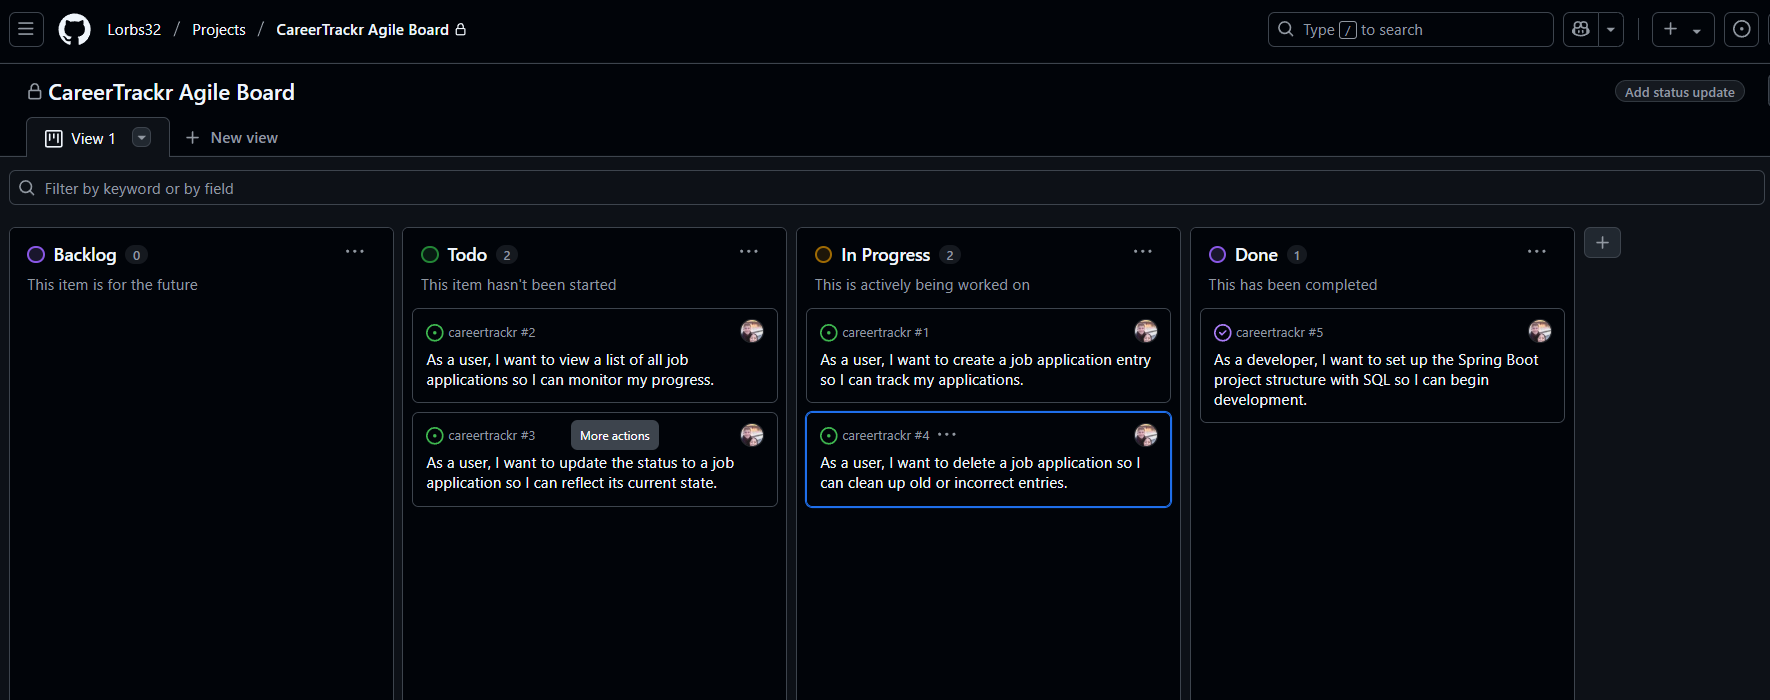 Lorbs32 / Projects / CareerTrackr Agile Board
Type / to search
CareerTrackr Agile Board
Add status update
View 1
New view
Filter by keyword or by field
Backlog 0
This item is for the future
Todo 2
This item hasn't been started
careertrackr #2
As a user, I want to view a list of all job
applications so I can monitor my progress.
careertrackr #3
More actions
As a user, I want to update the status to a job
application so I can reflect its current state.
In Progress 2
This is actively being worked on
careertrackr #1
As a user, I want to create a job application entry
so I can track my applications.
careertrackr #4
As a user, I want to delete a job application so I
can clean up old or incorrect entries.
Done 1
This has been completed
careertrackr #5
As a developer, I want to set up the Spring Boot
project structure with SQL so I can begin
development.